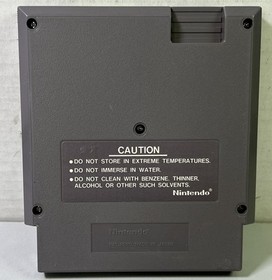 CAUTION
• DO NOT STORE IN EXTREME TEMPERATURES.
• DO NOT IMMERSE IN WATER.
• DO NOT CLEAN WITH BENZENE, THINNER,
ALCOHOL OR OTHER SUCH SOLVENTS.
Nintendo
Nintendo